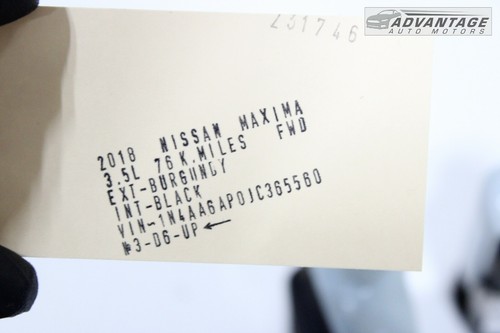 231746
ADVANTAGE
AUTO MOTORS
2018 NISSAN MAXIMA
3.5L 76 K.MILES FWD
EXT-BURGUNDY
INT-BLACK
VIN-1N4AA6AP0JC365560
№3-D6-UP←